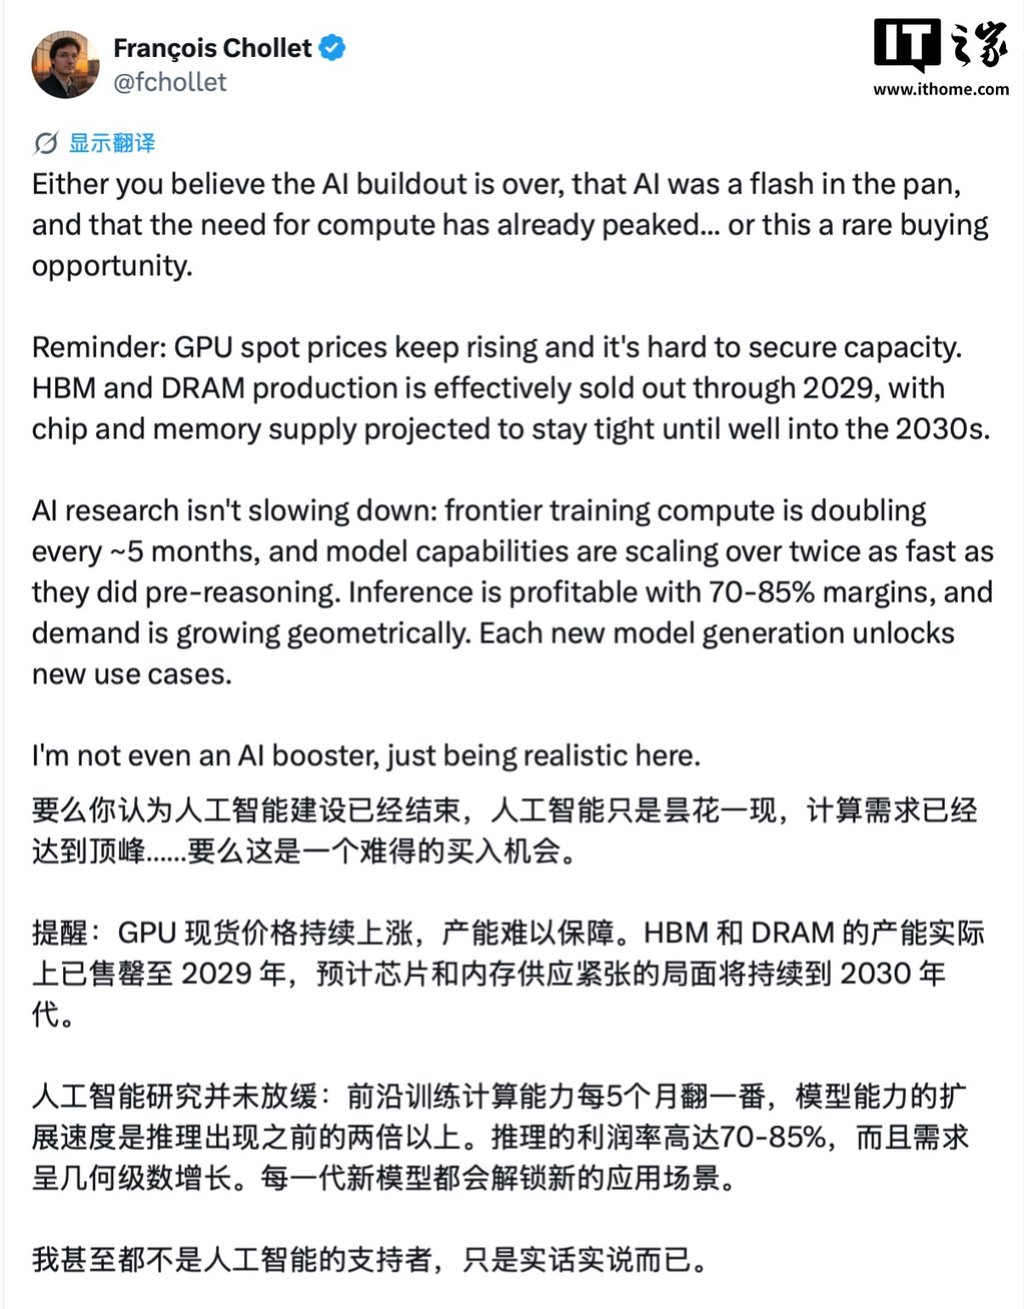 François Chollet
@fchollet
IT之家
www.ithome.com
显示翻译
Either you believe the AI buildout is over, that AI was a flash in the pan,
and that the need for compute has already peaked... or this a rare buying
opportunity.
Reminder: GPU spot prices keep rising and it's hard to secure capacity.
HBM and DRAM production is effectively sold out through 2029, with
chip and memory supply projected to stay tight until well into the 2030s.
AI research isn't slowing down: frontier training compute is doubling
every ~5 months, and model capabilities are scaling over twice as fast as
they did pre-reasoning. Inference is profitable with 70-85% margins, and
demand is growing geometrically. Each new model generation unlocks
new use cases.
I'm not even an AI booster, just being realistic here.
要么你认为人工智能建设已经结束，人工智能只是昙花一现，计算需求已经
达到顶峰……要么这是一个难得的买入机会。
提醒：GPU 现货价格持续上涨，产能难以保障。HBM 和 DRAM 的产能实际
上已售罄至 2029 年，预计芯片和内存供应紧张的局面将持续到 2030 年
代。
人工智能研究并未放缓：前沿训练计算能力每5个月翻一番，模型能力的扩
展速度是推理出现之前的两倍以上。推理的利润率高达70-85%，而且需求
呈几何级数增长。每一代新模型都会解锁新的应用场景。
我甚至都不是人工智能的支持者，只是实话实说而已。